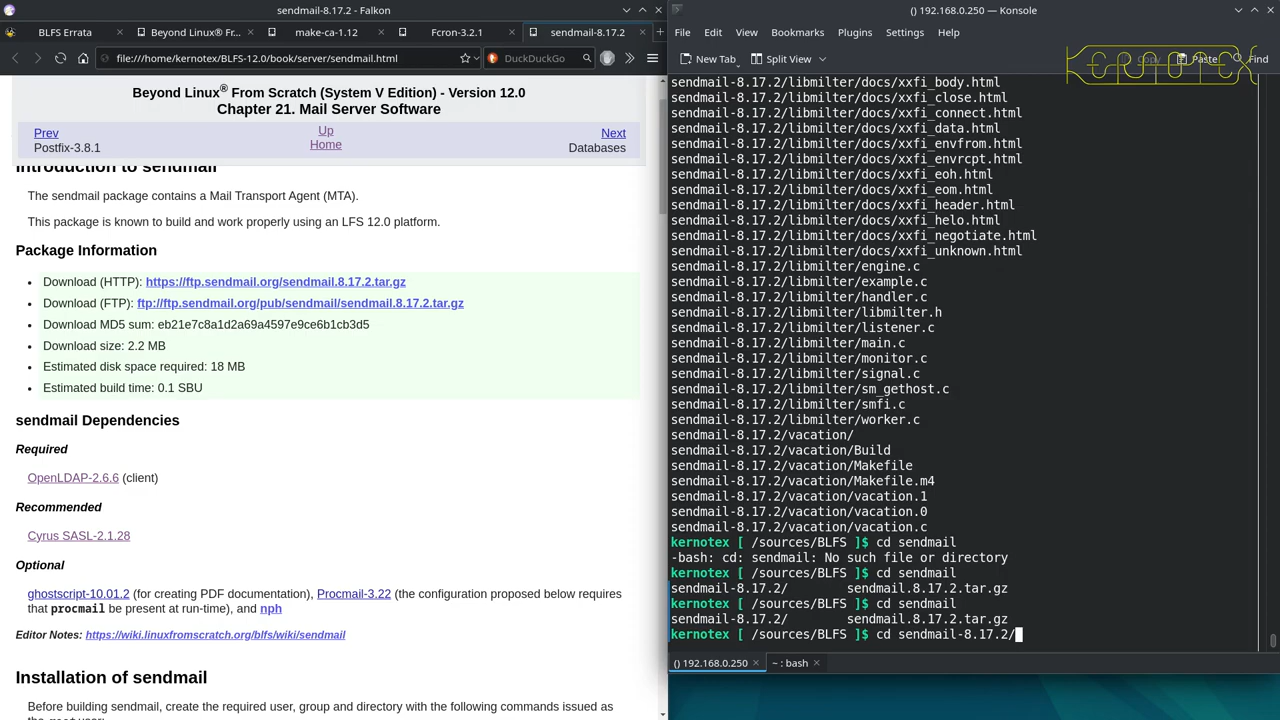 sendmail-8.17.2 - Falkon
BLFS Errata
Beyond Linux® Fr...
make-ca-1.12
Fcron-3.2.1
sendmail-8.17.2
file:///home/kernotex/BLFS-12.0/book/server/sendmail.html
DuckDuckGo
Beyond Linux® From Scratch (System V Edition) - Version 12.0
Chapter 21. Mail Server Software
Prev
Up
Next
Postfix-3.8.1
Home
Databases
Introduction to sendmail
The sendmail package contains a Mail Transport Agent (MTA).
This package is known to build and work properly using an LFS 12.0 platform.
Package Information
• Download (HTTP): https://ftp.sendmail.org/sendmail.8.17.2.tar.gz
• Download (FTP): ftp://ftp.sendmail.org/pub/sendmail/sendmail.8.17.2.tar.gz
• Download MD5 sum: eb21e7c8a1d2a69a4597e9ce6b1cb3d5
• Download size: 2.2 MB
• Estimated disk space required: 18 MB
• Estimated build time: 0.1 SBU
sendmail Dependencies
Required
OpenLDAP-2.6.6 (client)
Recommended
Cyrus SASL-2.1.28
Optional
ghostscript-10.01.2 (for creating PDF documentation), Procmail-3.22 (the configuration proposed below requires
that procmail be present at run-time), and nph
Editor Notes: https://wiki.linuxfromscratch.org/blfs/wiki/sendmail
Installation of sendmail
Before building sendmail, create the required user, group and directory with the following commands issued as
the root user:
() 192.168.0.250 — Konsole
File Edit View Bookmarks Plugins Settings Help
New Tab
Split View
Copy
Paste
Find
kernotex
sendmail-8.17.2/libmilter/docs/xxfi_body.html
sendmail-8.17.2/libmilter/docs/xxfi_close.html
sendmail-8.17.2/libmilter/docs/xxfi_connect.html
sendmail-8.17.2/libmilter/docs/xxfi_data.html
sendmail-8.17.2/libmilter/docs/xxfi_envfrom.html
sendmail-8.17.2/libmilter/docs/xxfi_envrcpt.html
sendmail-8.17.2/libmilter/docs/xxfi_eoh.html
sendmail-8.17.2/libmilter/docs/xxfi_eom.html
sendmail-8.17.2/libmilter/docs/xxfi_header.html
sendmail-8.17.2/libmilter/docs/xxfi_helo.html
sendmail-8.17.2/libmilter/docs/xxfi_negotiate.html
sendmail-8.17.2/libmilter/docs/xxfi_unknown.html
sendmail-8.17.2/libmilter/engine.c
sendmail-8.17.2/libmilter/example.c
sendmail-8.17.2/libmilter/handler.c
sendmail-8.17.2/libmilter/libmilter.h
sendmail-8.17.2/libmilter/listener.c
sendmail-8.17.2/libmilter/main.c
sendmail-8.17.2/libmilter/monitor.c
sendmail-8.17.2/libmilter/signal.c
sendmail-8.17.2/libmilter/sm_gethost.c
sendmail-8.17.2/libmilter/smfi.c
sendmail-8.17.2/libmilter/worker.c
sendmail-8.17.2/vacation/
sendmail-8.17.2/vacation/Build
sendmail-8.17.2/vacation/Makefile
sendmail-8.17.2/vacation/Makefile.m4
sendmail-8.17.2/vacation/vacation.1
sendmail-8.17.2/vacation/vacation.0
sendmail-8.17.2/vacation/vacation.c
kernotex [ /sources/BLFS ]$ cd sendmail
-bash: cd: sendmail: No such file or directory
kernotex [ /sources/BLFS ]$ cd sendmail
sendmail-8.17.2/ sendmail.8.17.2.tar.gz
kernotex [ /sources/BLFS ]$ cd sendmail
sendmail-8.17.2/ sendmail.8.17.2.tar.gz
kernotex [ /sources/BLFS ]$ cd sendmail-8.17.2/
() 192.168.0.250
~ : bash